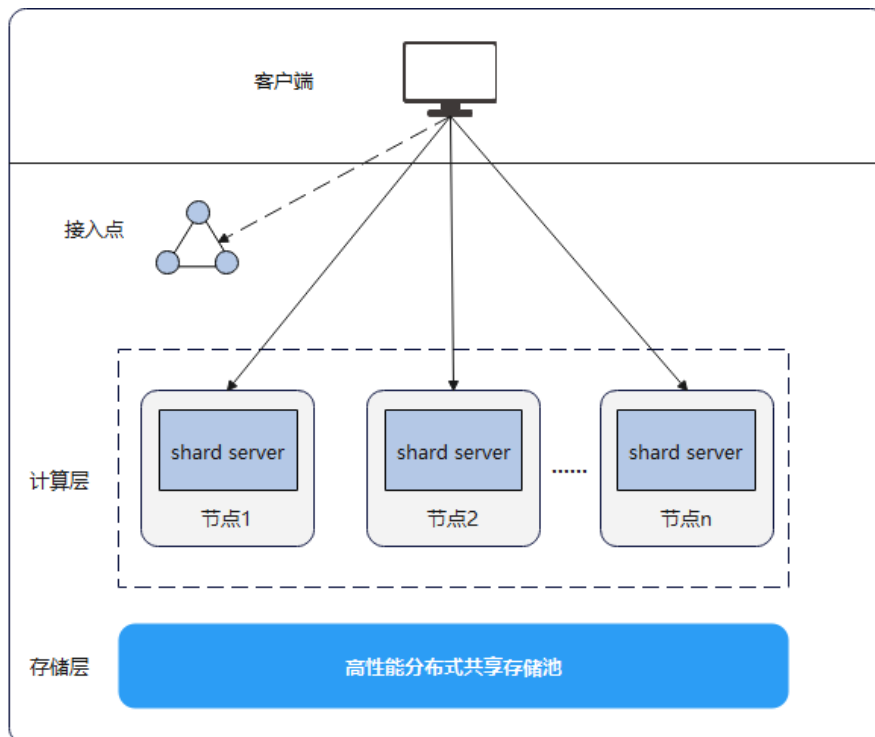 客户端
接入点
shard server
shard server
shard server
......
计算层
节点1
节点2
节点n
存储层
高性能分布式共享存储池